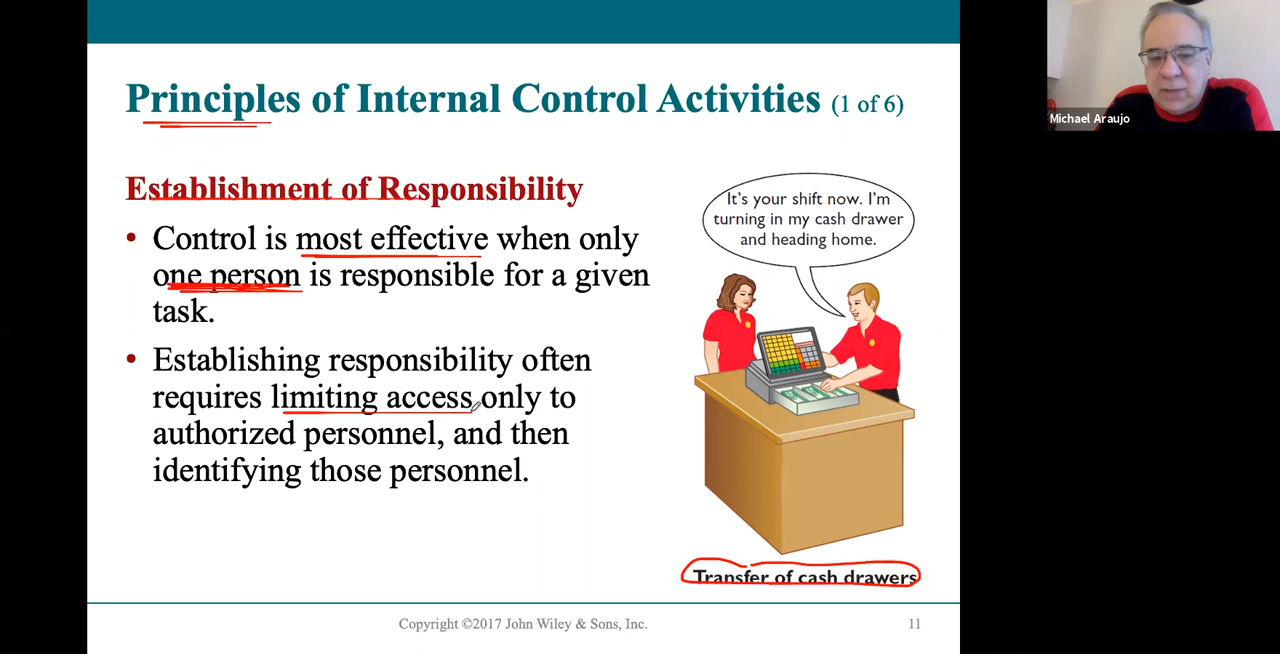 Principles of Internal Control Activities (1 of 6)
Establishment of Responsibility
• Control is most effective when only
one person is responsible for a given
task.
• Establishing responsibility often
requires limiting access only to
authorized personnel, and then
identifying those personnel.
It's your shift now. I'm
turning in my cash drawer
and heading home.
Transfer of cash drawers
Copyright ©2017 John Wiley & Sons, Inc.
11
Michael Araujo